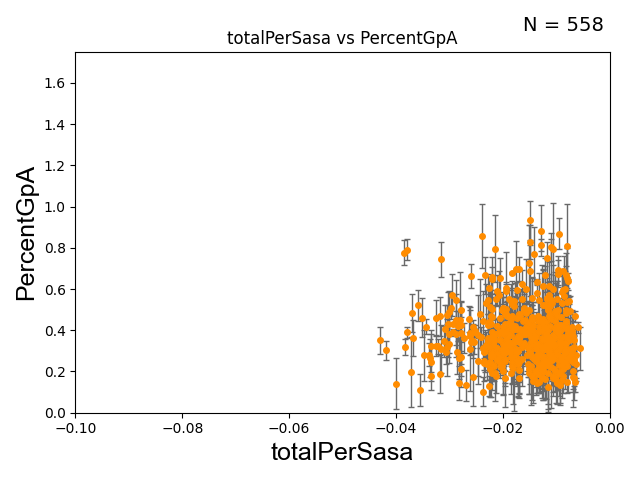 N = 558
totalPerSasa vs PercentGpA
PercentGpA
1.6
1.4
1.2
1.0
0.8
0.6
0.4
0.2
0.0
−0.10 −0.08 −0.06 −0.04 −0.02 0.00
totalPerSasa